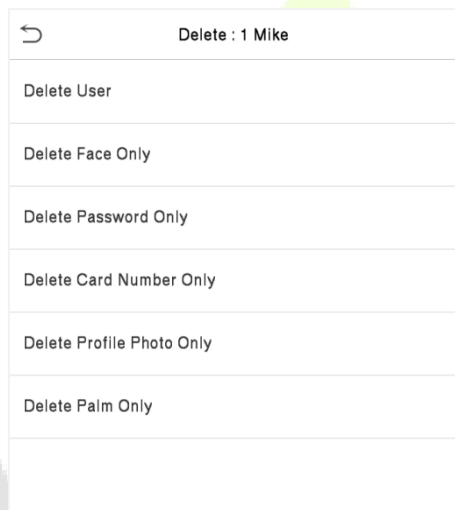 Delete : 1 Mike
Delete User
Delete Face Only
Delete Password Only
Delete Card Number Only
Delete Profile Photo Only
Delete Palm Only